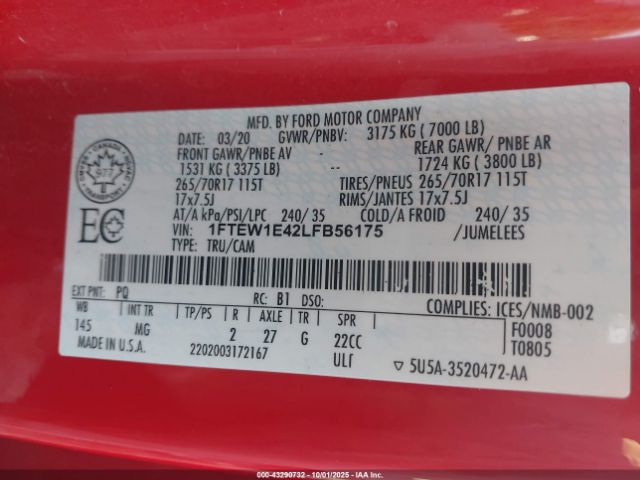 MFD. BY FORD MOTOR COMPANY
DATE: 03/20 GVWR/PNBV: 3175 KG ( 7000 LB)
FRONT GAWR/PNBE AV - REAR GAWR/ PNBE AR
1531 KG ( 3375 LB) -- 1724 KG ( 3800 LB)
265/70R17 115T TIRES/PNEUS 265/70R17 115T
17x7.5J RIMS/JANTES 17x7.5J
AT/A kPa/PSI/LPC 240/ 35 COLD/A FROID 240/ 35
VIN: 1FTEW1E42LFB56175 /JUMELEES
TYPE: TRU/CAM
977
EC
EXT PNT: PQ RC: B1 DSO: COMPLIES: ICES/NMB-002
WB INT TR TP/PS R AXLE TR SPR F0008
145 MG 2 27 G 22CC T0805
MADE IN U.S.A. 2202003172167 ULF ▽ 5U5A-3520472-AA
000-43290732 - 10/01/2025 - IAAI.com